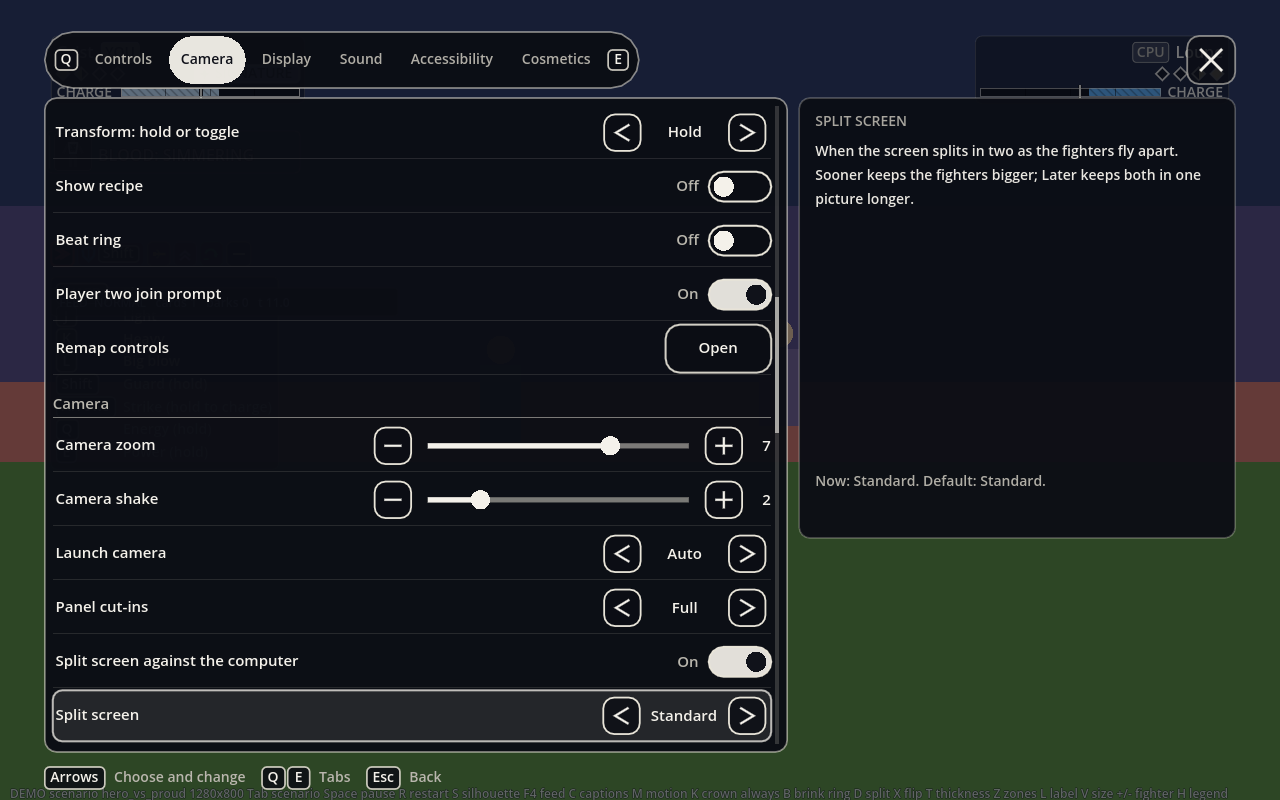 Q Controls Camera Display Sound Accessibility Cosmetics E
CPU
CHARGE
CHARGE
Transform: hold or toggle < Hold >
Show recipe Off
Beat ring Off
Player two join prompt On
Remap controls Open
Camera
Camera zoom 7
Camera shake 2
Launch camera < Auto >
Panel cut-ins < Full >
Split screen against the computer On
Split screen < Standard >
SPLIT SCREEN
When the screen splits in two as the fighters fly apart.
Sooner keeps the fighters bigger; Later keeps both in one
picture longer.
Now: Standard. Default: Standard.
Arrows Choose and change Q E Tabs Esc Back
DEMO scenario hero_vs_proud 1280x800 Tab scenario Space pause R restart S silhouette F4 feed C captions M motion K crown always B brink ring D split X flip T thickness Z zones L label V size +/- fighter H legend